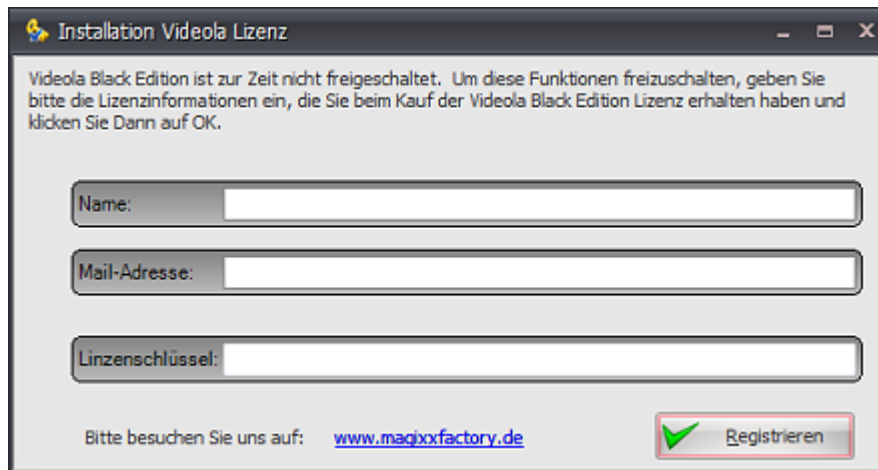 Installation Videola Lizenz
Videola Black Edition ist zur Zeit nicht freigeschaltet. Um diese Funktionen freizuschalten, geben Sie
bitte die Lizenzinformationen ein, die Sie beim Kauf der Videola Black Edition Lizenz erhalten haben und
klicken Sie Dann auf OK.
Name:
Mail-Adresse:
Linzenschlüssel:
Bitte besuchen Sie uns auf: www.magixxfactory.de
Registrieren